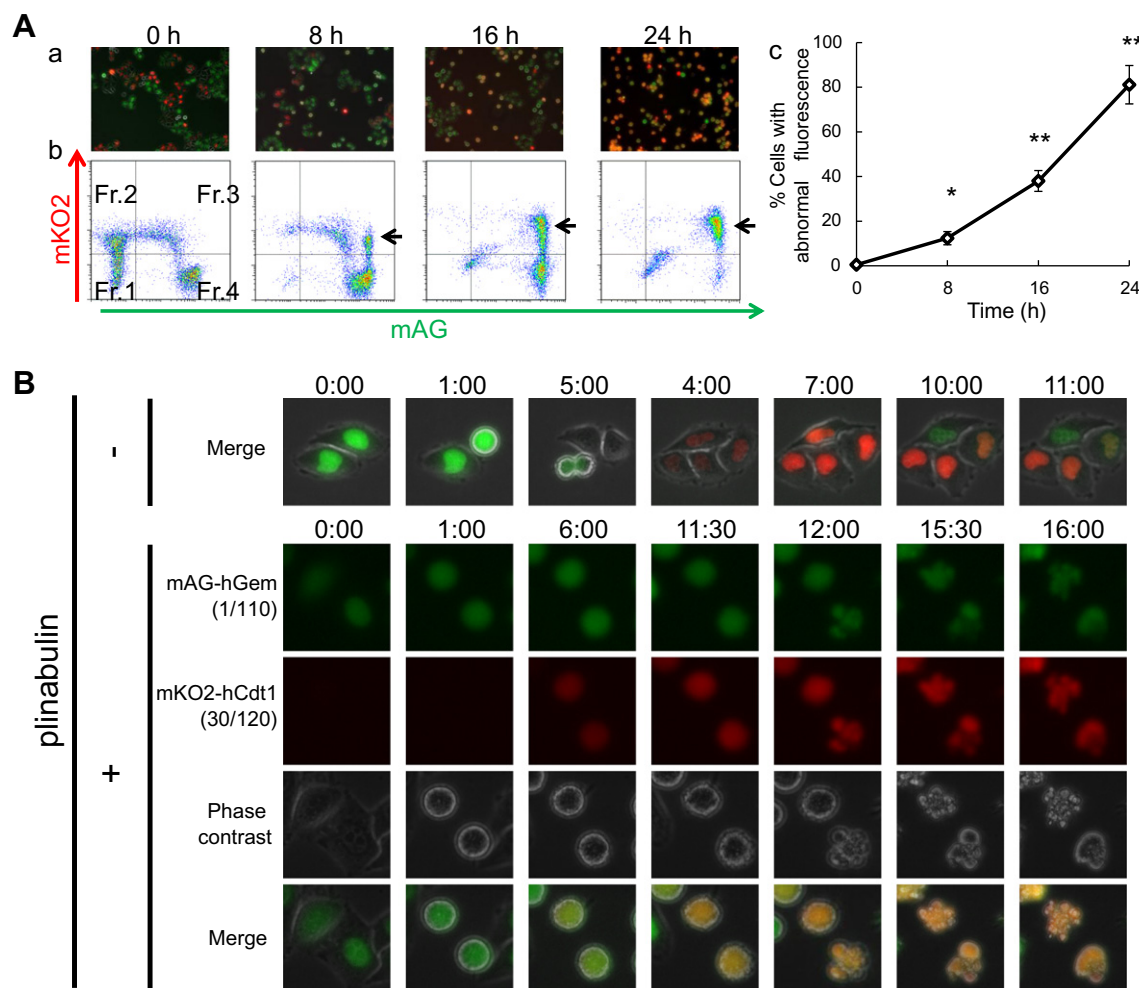 A
0 h 8 h 16 h 24 h
a
b
mKO2
Fr.2 Fr.3
Fr.1 Fr.4
mAG
c
% Cells with
abnormal fluorescence
100
80
60
40
20
0
*
**
**
0 8 16 24
Time (h)
B
plinabulin
-
0:00 1:00 5:00 4:00 7:00 10:00 11:00
Merge
+
0:00 1:00 6:00 11:30 12:00 15:30 16:00
mAG-hGem
(1/110)
mKO2-hCdt1
(30/120)
Phase
contrast
Merge